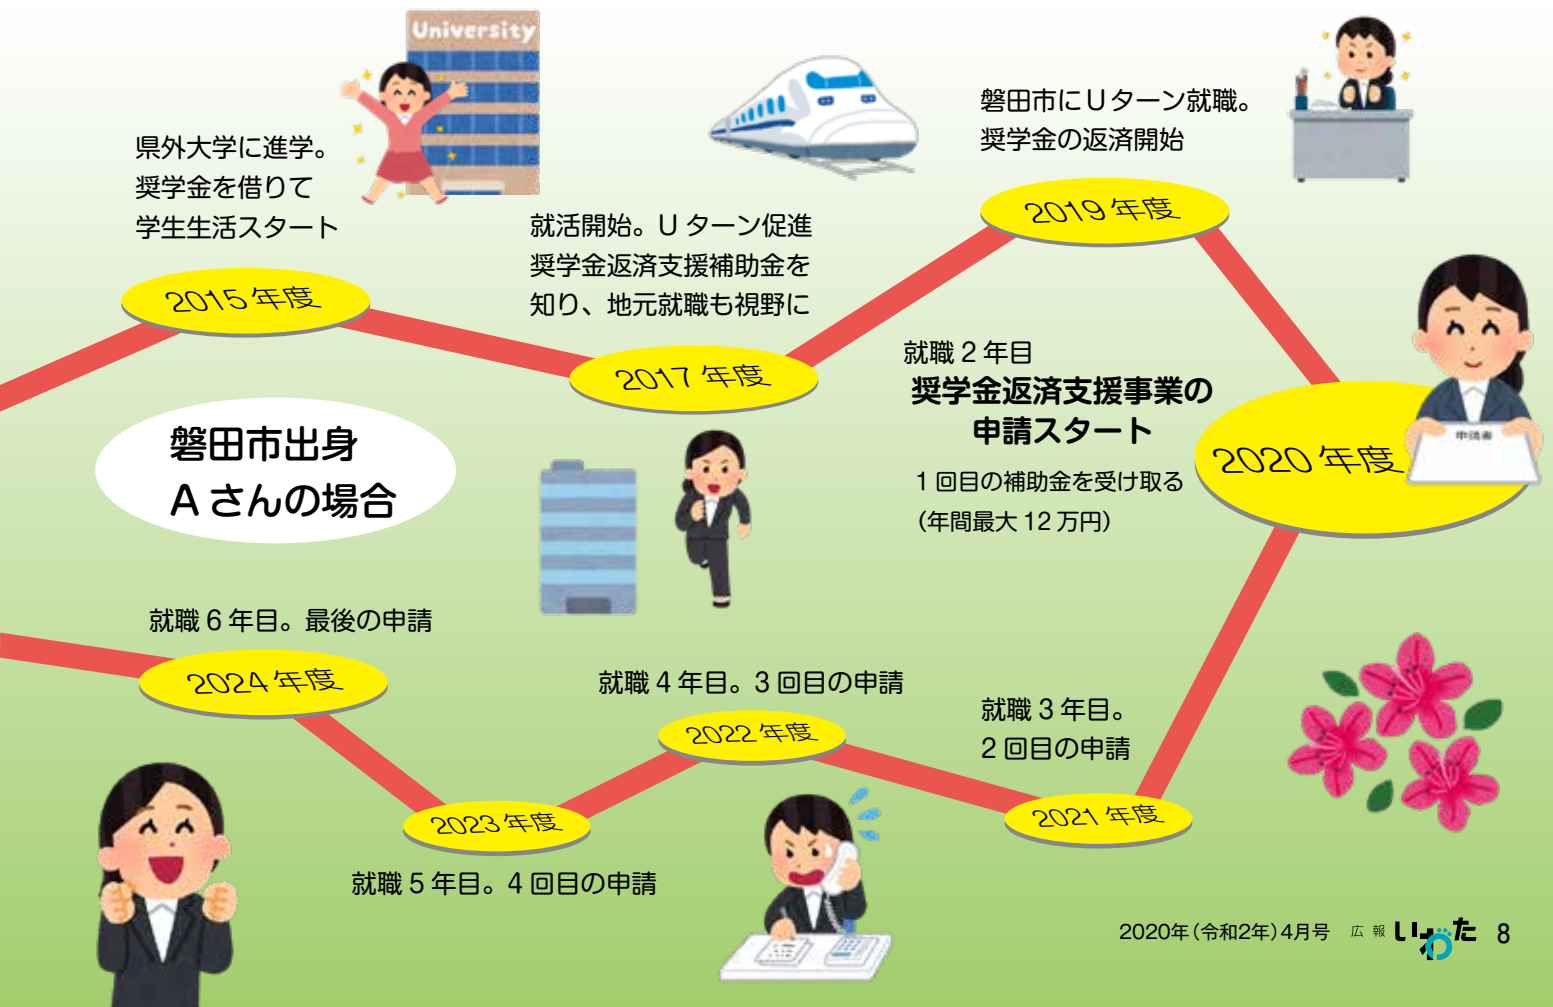 University
県外大学に進学。
奨学金を借りて
学生生活スタート
2015年度
就活開始。Uターン促進
奨学金返済支援補助金を
知り、地元就職も視野に
2017年度
磐田市にUターン就職。
奨学金の返済開始
2019年度
就職2年目
奨学金返済支援事業の
申請スタート
1回目の補助金を受け取る
（年間最大12万円）
2020年度
申請書
磐田市出身
Aさんの場合
就職3年目。
2回目の申請
2021年度
就職4年目。3回目の申請
2022年度
2023年度
就職5年目。4回目の申請
就職6年目。最後の申請
2024年度
2020年（令和2年）4月号 広報 いわた 8